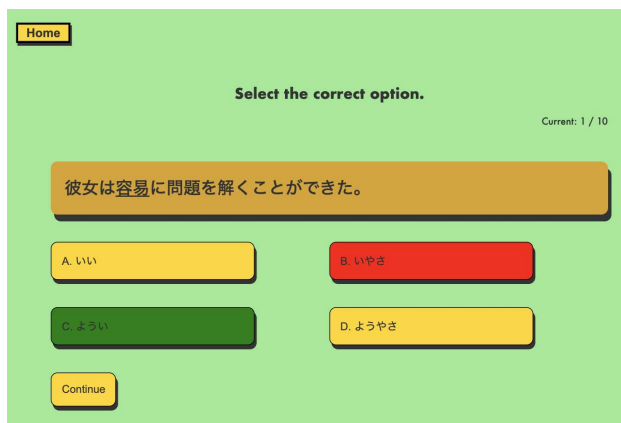 Home
Select the correct option.
Current: 1 / 10
彼女は容易に問題を解くことができた。
A. いい
B. いやさ
C. ようい
D. ようやさ
Continue